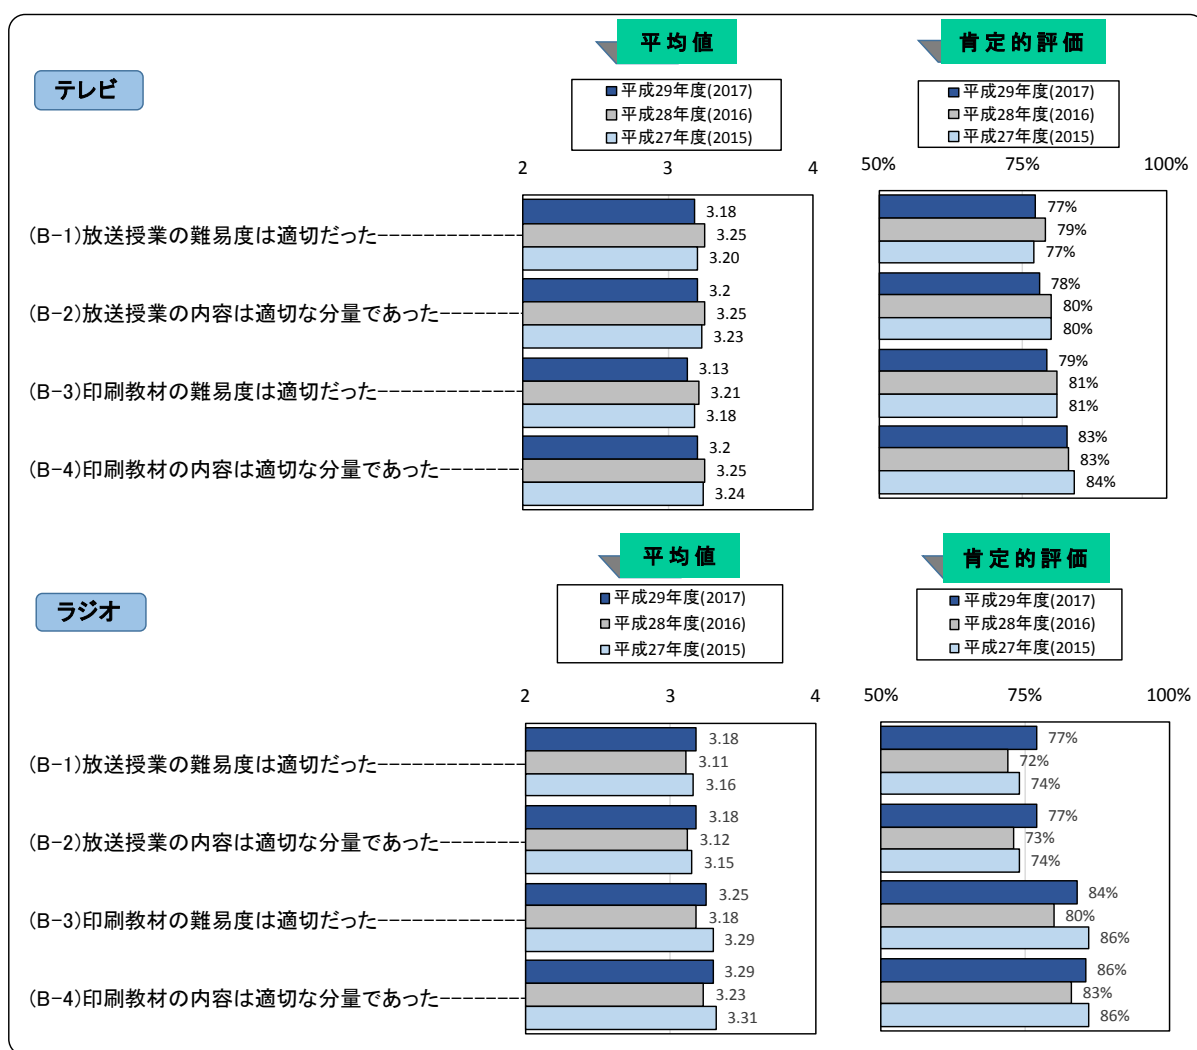 平均値
肯定的評価
テレビ
平成29年度(2017)
平成28年度(2016)
平成27年度(2015)
平成29年度(2017)
平成28年度(2016)
平成27年度(2015)
2 3 4
50% 75% 100%
(B-1)放送授業の難易度は適切だった
3.18
3.25
3.20
77%
79%
77%
(B-2)放送授業の内容は適切な分量であった
3.2
3.25
3.23
78%
80%
80%
(B-3)印刷教材の難易度は適切だった
3.13
3.21
3.18
79%
81%
81%
(B-4)印刷教材の内容は適切な分量であった
3.2
3.25
3.24
83%
83%
84%
平均値
肯定的評価
ラジオ
平成29年度(2017)
平成28年度(2016)
平成27年度(2015)
平成29年度(2017)
平成28年度(2016)
平成27年度(2015)
2 3 4
50% 75% 100%
(B-1)放送授業の難易度は適切だった
3.18
3.11
3.16
77%
72%
74%
(B-2)放送授業の内容は適切な分量であった
3.18
3.12
3.15
77%
73%
74%
(B-3)印刷教材の難易度は適切だった
3.25
3.18
3.29
84%
80%
86%
(B-4)印刷教材の内容は適切な分量であった
3.29
3.23
3.31
86%
83%
86%